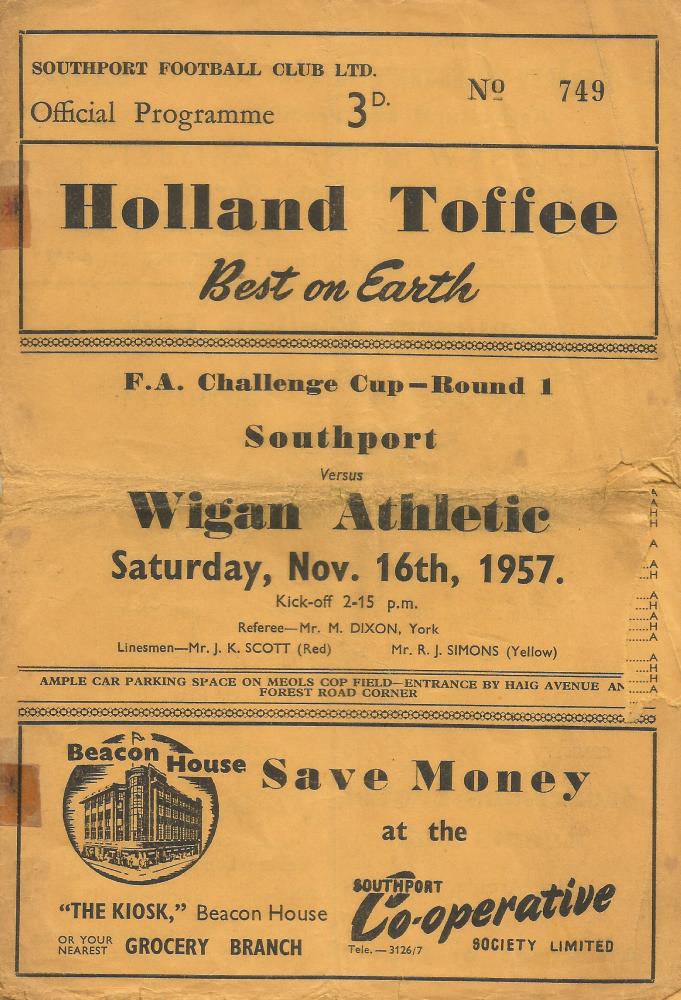 SOUTHPORT FOOTBALL CLUB LTD.
Official Programme 3D. Nº 749
Holland Toffee
Best on Earth
F.A. Challenge Cup—Round 1
Southport
Versus
Wigan Athletic
Saturday, Nov. 16th, 1957.
Kick-off 2-15 p.m.
Referee—Mr. M. DIXON, York
Linesmen—Mr. J. K. SCOTT (Red) Mr. R. J. SIMONS (Yellow)
AMPLE CAR PARKING SPACE ON MEOLS COP FIELD—ENTRANCE BY HAIG AVENUE AN
FOREST ROAD CORNER
A
A
H
H
A
A
H
A
H
A
H
A
A
H
H
A
Beacon House
Save Money
at the
SOUTHPORT
Co-operative
SOCIETY LIMITED
Tele.—3126/7
"THE KIOSK," Beacon House
OR YOUR NEAREST GROCERY BRANCH